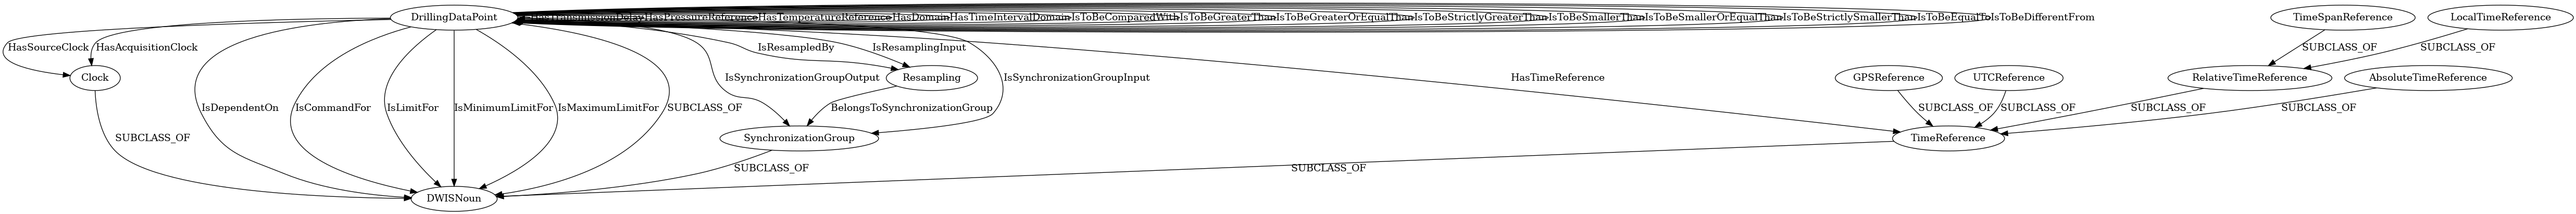 DrillingDataPoint
HasTransmissionDelay
HasPressureReference
HasTemperatureReference
HasDomain
HasTimeIntervalDomain
IsToBeComparedWith
IsToBeGreaterThan
IsToBeGreaterOrEqualThan
IsToBeStrictlyGreaterThan
IsToBeSmallerThan
IsToBeSmallerOrEqualThan
IsToBeStrictlySmallerThan
IsToBeEqualTo
IsToBeDifferentFrom
TimeSpanReference
LocalTimeReference
HasSourceClock
HasAcquisitionClock
IsResampledBy
IsResamplingInput
SUBCLASS_OF
SUBCLASS_OF
Clock
IsSynchronizationGroupOutput
Resampling
IsSynchronizationGroupInput
HasTimeReference
GPSReference
UTCReference
RelativeTimeReference
AbsoluteTimeReference
IsDependentOn
IsCommandFor
IsLimitFor
IsMinimumLimitFor
IsMaximumLimitFor
SUBCLASS_OF
BelongsToSynchronizationGroup
SUBCLASS_OF
SUBCLASS_OF
SUBCLASS_OF
SUBCLASS_OF
SUBCLASS_OF
SynchronizationGroup
TimeReference
SUBCLASS_OF
SUBCLASS_OF
DWISNoun